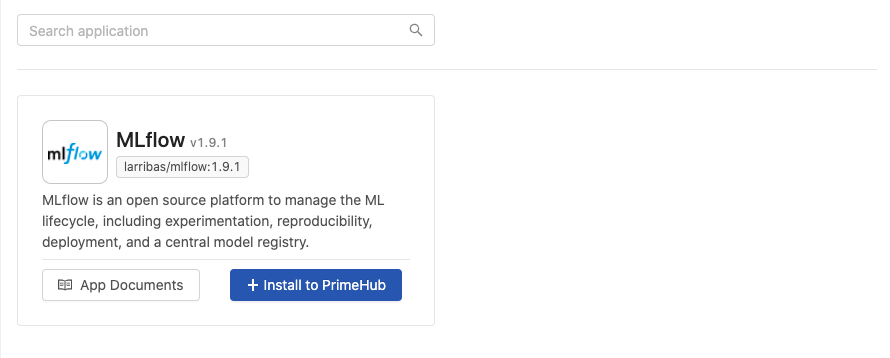 Search application
mlflow
MLflow v1.9.1
larribas/mlflow:1.9.1
MLflow is an open source platform to manage the ML
lifecycle, including experimentation, reproducibility,
deployment, and a central model registry.
App Documents
Install to PrimeHub